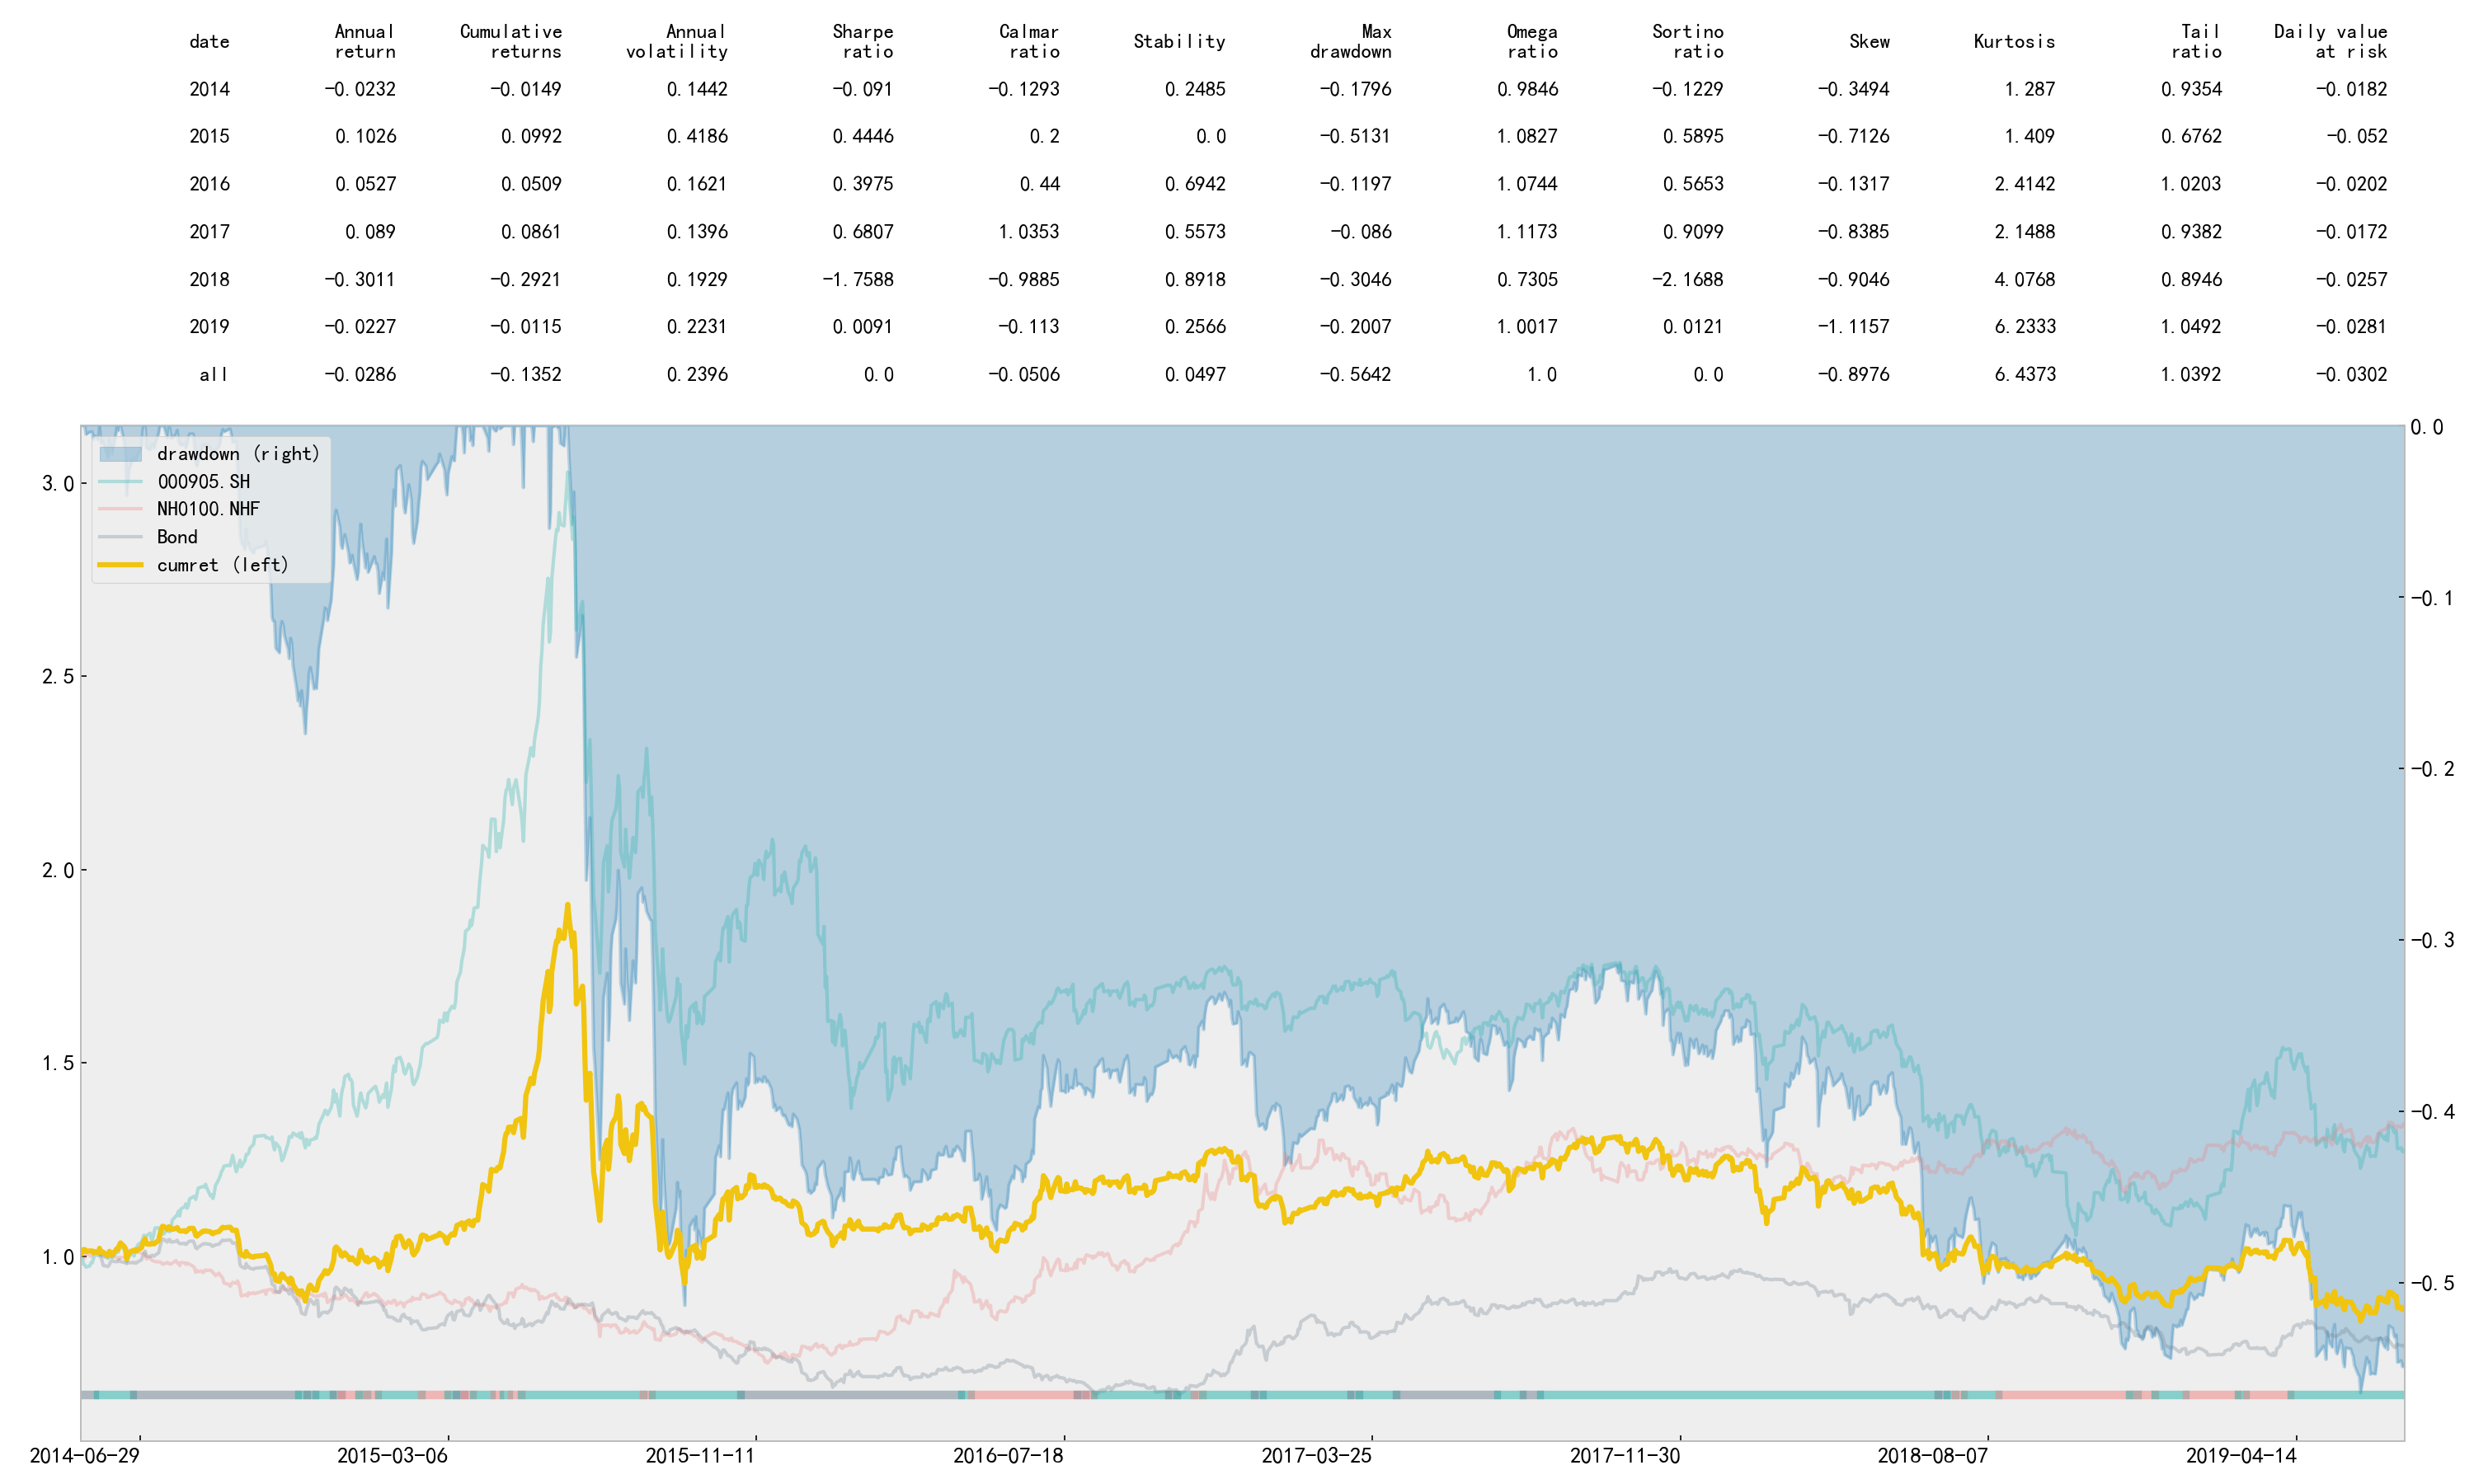 date Annual return Cumulative returns Annual volatility Sharpe ratio Calmar ratio Stability Max drawdown Omega ratio Sortino ratio Skew Kurtosis Tail ratio Daily value at risk
2014 -0.0232 -0.0149 0.1442 -0.091 -0.1293 0.2485 -0.1796 0.9846 -0.1229 -0.3494 1.287 0.9354 -0.0182
2015 0.1026 0.0992 0.4186 0.4446 0.2 0.0 -0.5131 1.0827 0.5895 -0.7126 1.409 0.6762 -0.052
2016 0.0527 0.0509 0.1621 0.3975 0.44 0.6942 -0.1197 1.0744 0.5653 -0.1317 2.4142 1.0203 -0.0202
2017 0.089 0.0861 0.1396 0.6807 1.0353 0.5573 -0.086 1.1173 0.9099 -0.8385 2.1488 0.9382 -0.0172
2018 -0.3011 -0.2921 0.1929 -1.7588 -0.9885 0.8918 -0.3046 0.7305 -2.1688 -0.9046 4.0768 0.8946 -0.0257
2019 -0.0227 -0.0115 0.2231 0.0091 -0.113 0.2566 -0.2007 1.0017 0.0121 -1.1157 6.2333 1.0492 -0.0281
all -0.0286 -0.1352 0.2396 0.0 -0.0506 0.0497 -0.5642 1.0 0.0 -0.8976 6.4373 1.0392 -0.0302
drawdown (right)
000905.SH
NH0100.NHF
Bond
cumret (left)
3.0
2.5
2.0
1.5
1.0
0.0
-0.1
-0.2
-0.3
-0.4
-0.5
2014-06-29 2015-03-06 2015-11-11 2016-07-18 2017-03-25 2017-11-30 2018-08-07 2019-04-14